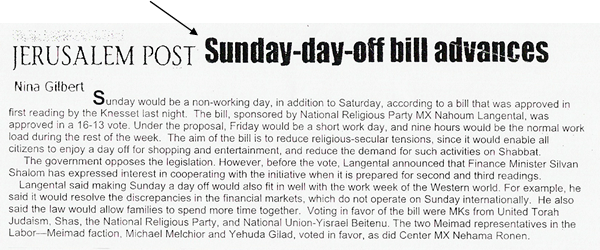 JERUSALEM POST Sunday-day-off bill advances
Nina Gilbert
Sunday would be a non-working day, in addition to Saturday, according to a bill that was approved in
first reading by the Knesset last night. The bill, sponsored by National Religious Party MX Nahoum Langental, was
approved in a 16-13 vote. Under the proposal, Friday would be a short work day, and nine hours would be the normal work
load during the rest of the week. The aim of the bill is to reduce religious-secular tensions, since it would enable all
citizens to enjoy a day off for shopping and entertainment, and reduce the demand for such activities on Shabbat.
The government opposes the legislation. However, before the vote, Langental announced that Finance Minister Silvan
Shalom has expressed interest in cooperating with the initiative when it is prepared for second and third readings.
Langental said making Sunday a day off would also fit in well with the work week of the Western world. For example, he
said it would resolve the discrepancies in the financial markets, which do not operate on Sunday internationally. He also
said the law would allow families to spend more time together. Voting in favor of the bill were MKs from United Torah
Judaism, Shas, the National Religious Party, and National Union-Yisrael Beitenu. The two Meimad representatives in the
Labor—Meimad faction, Michael Melchior and Yehuda Gilad, voted in favor, as did Center MX Nehama Ronen.